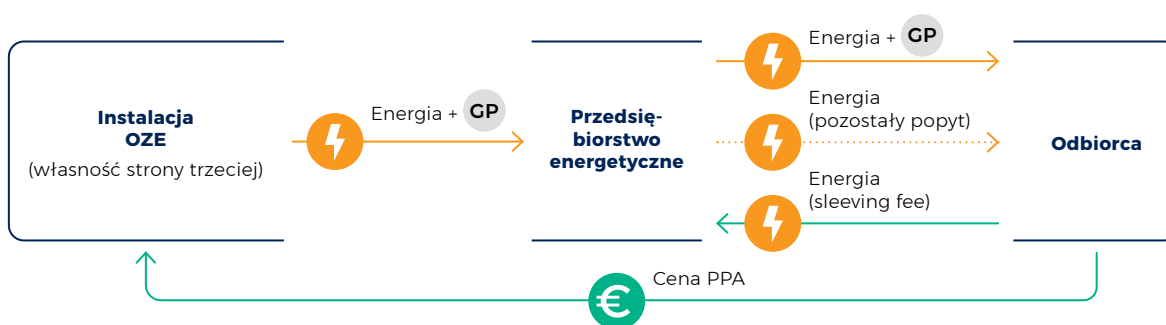 Instalacja
OZE
(własność strony trzeciej)
Energia + GP
Przedsię-
biorstwo
energetyczne
Energia + GP
Energia
(pozostały popyt)
Energia
(sleeving fee)
Odbiorca
Cena PPA
€